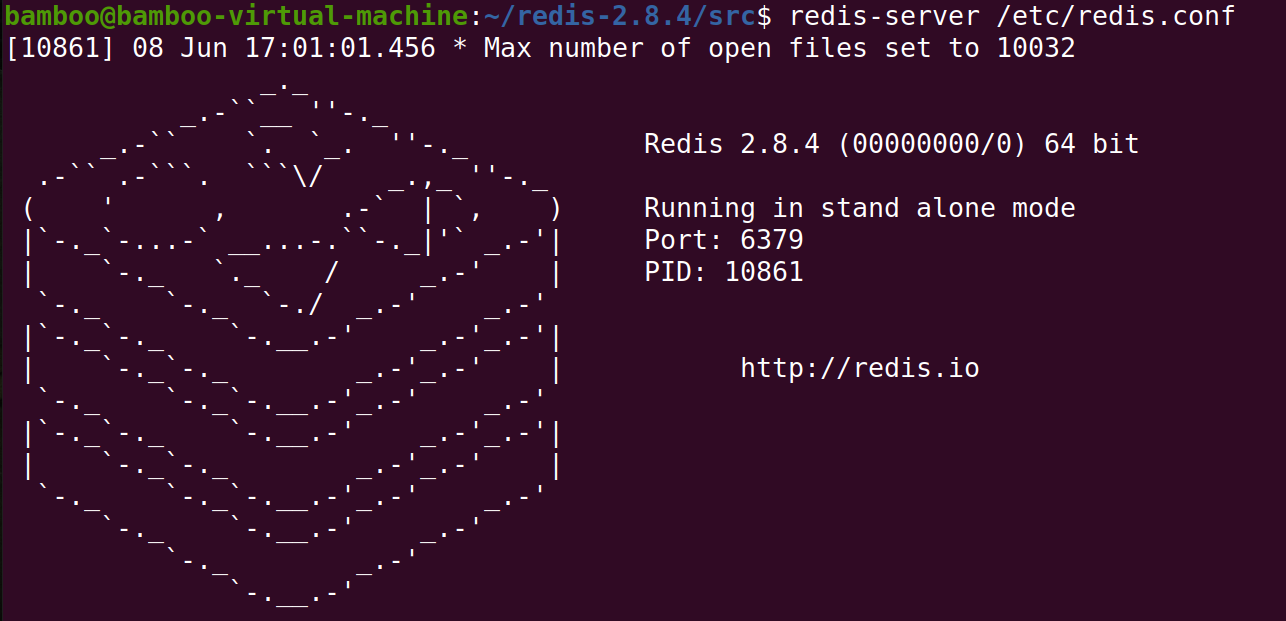 bamboo@bamboo-virtual-machine:~/redis-2.8.4/src$ redis-server /etc/redis.conf
[10861] 08 Jun 17:01:01.456 * Max number of open files set to 10032
Redis 2.8.4 (00000000/0) 64 bit
Running in stand alone mode
Port: 6379
PID: 10861
http://redis.io